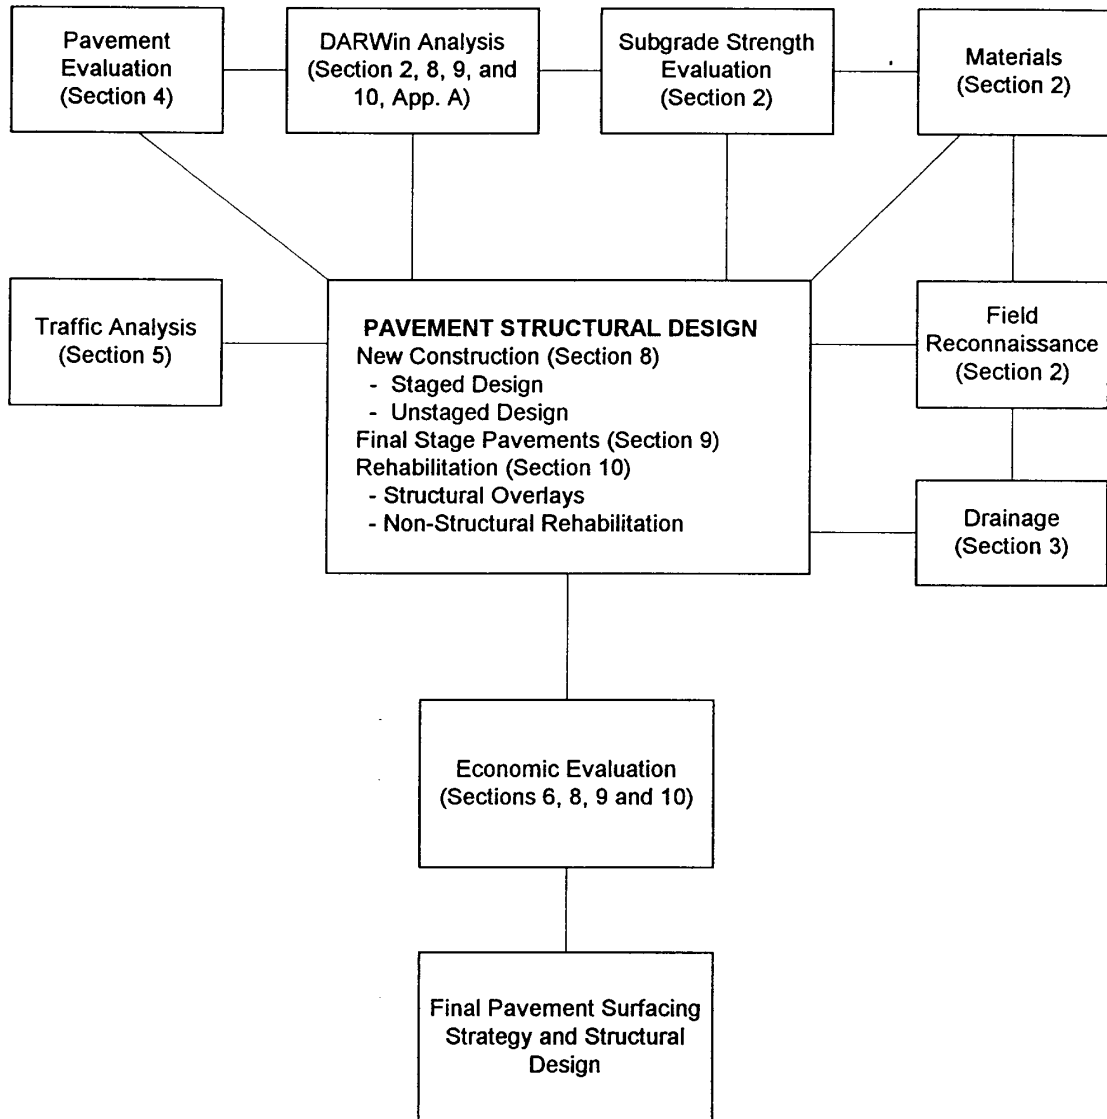 Pavement
Evaluation
(Section 4)
DARWin Analysis
(Section 2, 8, 9, and
10, App. A)
Subgrade Strength
Evaluation
(Section 2)
Materials
(Section 2)
Traffic Analysis
(Section 5)
PAVEMENT STRUCTURAL DESIGN
New Construction (Section 8)
- Staged Design
- Unstaged Design
Final Stage Pavements (Section 9)
Rehabilitation (Section 10)
- Structural Overlays
- Non-Structural Rehabilitation
Field
Reconnaissance
(Section 2)
Drainage
(Section 3)
Economic Evaluation
(Sections 6, 8, 9 and 10)
Final Pavement Surfacing
Strategy and Structural
Design